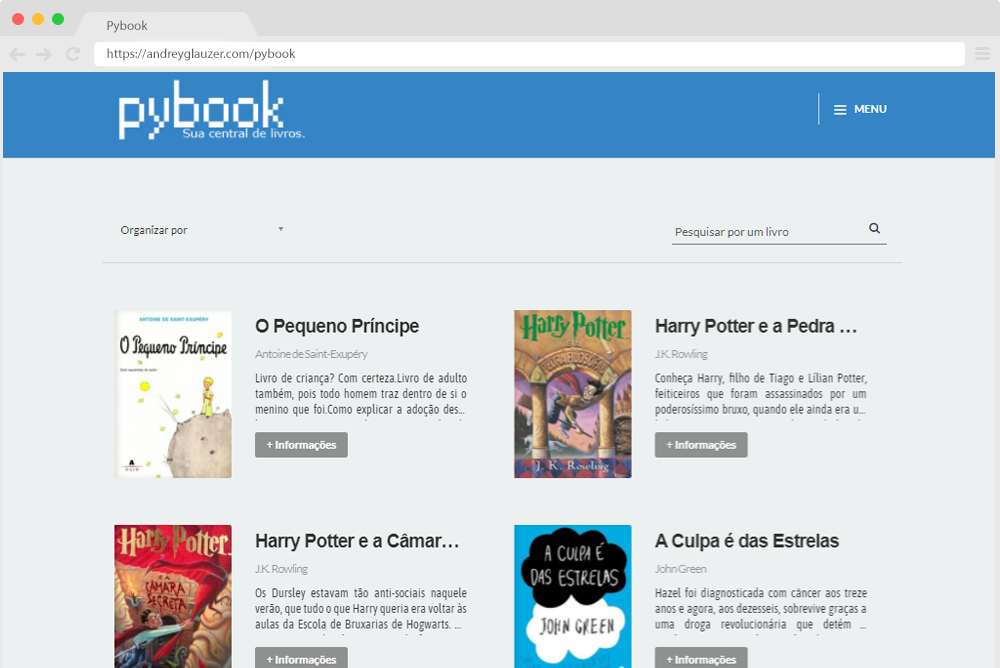 Pybook
https://andreyglauzer.com/pybook
pybook
Sua central de livros.
MENU
Organizar por
Pesquisar por um livro
ANTOINE DE SAINT-EXUPÉRY
O Pequeno Príncipe
Com aquarelas do autor
AGIR
O Pequeno Príncipe
Antoine de Saint-Exupéry
Livro de criança? Com certeza.Livro de adulto
também, pois todo homem traz dentro de si o
menino que foi.Como explicar a adoção des...
+ Informações
Harry Potter
E A
PEDRA FILOSOFAL
J. K. Rowling
Harry Potter e a Pedra ...
J.K. Rowling
Conheça Harry, filho de Tiago e Lílian Potter,
feiticeiros que foram assassinados por um
poderosíssimo bruxo, quando ele ainda era u...
+ Informações
Harry Potter
E A
CÂMARA
SECRETA
Harry Potter e a Câmar...
J.K. Rowling
Os Dursley estavam tão anti-sociais naquele
verão, que tudo o que Harry queria era voltar às
aulas da Escola de Bruxarias de Hogwarts. ...
+ Informações
A CULPA É
DAS ESTRELAS
JOHN GREEN
A Culpa é das Estrelas
John Green
Hazel foi diagnosticada com câncer aos treze
anos e agora, aos dezesseis, sobrevive graças a
uma droga revolucionária que detém ...
+ Informações